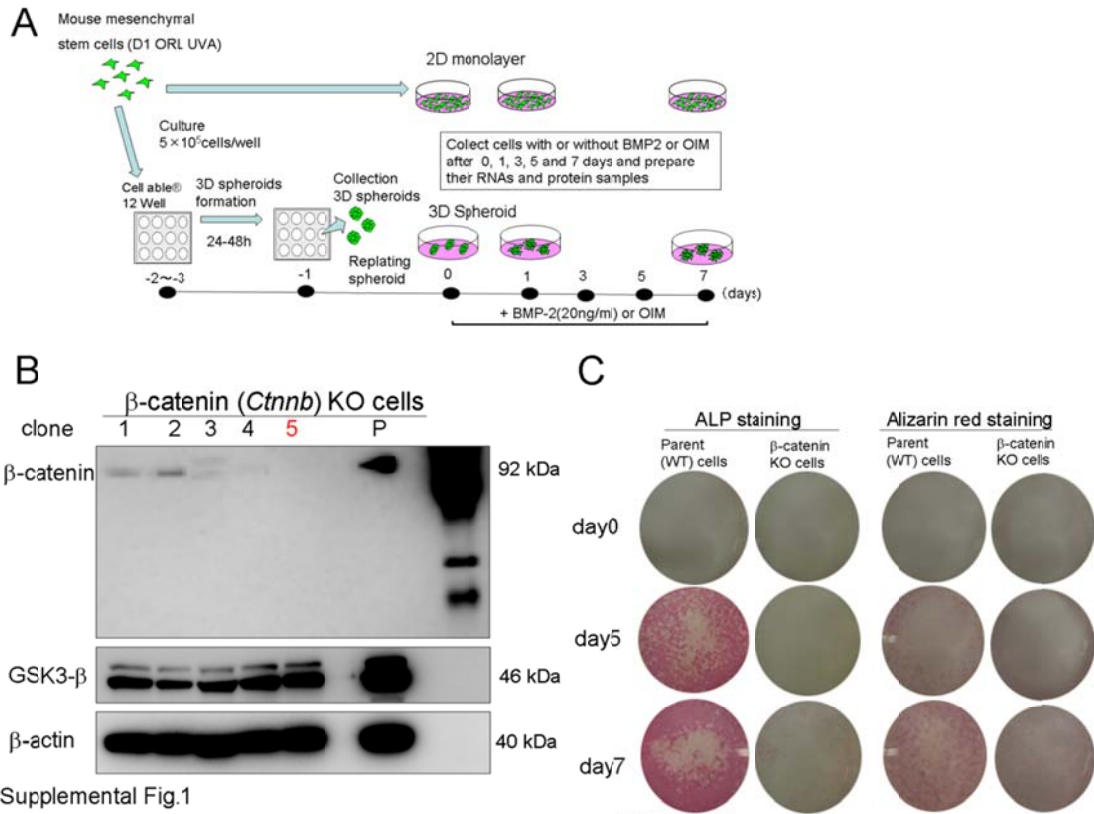 A
Mouse mesenchymal
stem cells (D1 ORL UVA)
2D monolayer
Culture
5×10⁵cells/well
Colect cells with or without BMP2 or OIM
after 0, 1, 3, 5 and 7 days and prepare
ther RNAs and protein samples
Cell able®
12 Well
3D spheroids
formation
24-48h
Collection
3D spheroids
Replating
spheroid
3D Spheroid
-2~-3
-1
0
1
3
5
7
(days)
+ BMP-2(20ng/ml) or OIM
B
β-catenin (Ctnnb) KO cells
clone
1 2 3 4 5 P
β-catenin
92 kDa
GSK3-β
46 kDa
β-actin
40 kDa
Supplemental Fig.1
C
ALP staining
Alizarin red staining
Parent
(WT) cells
β-catenin
KO cells
Parent
(WT) cells
β-catenin
KO cells
day0
day5
day7